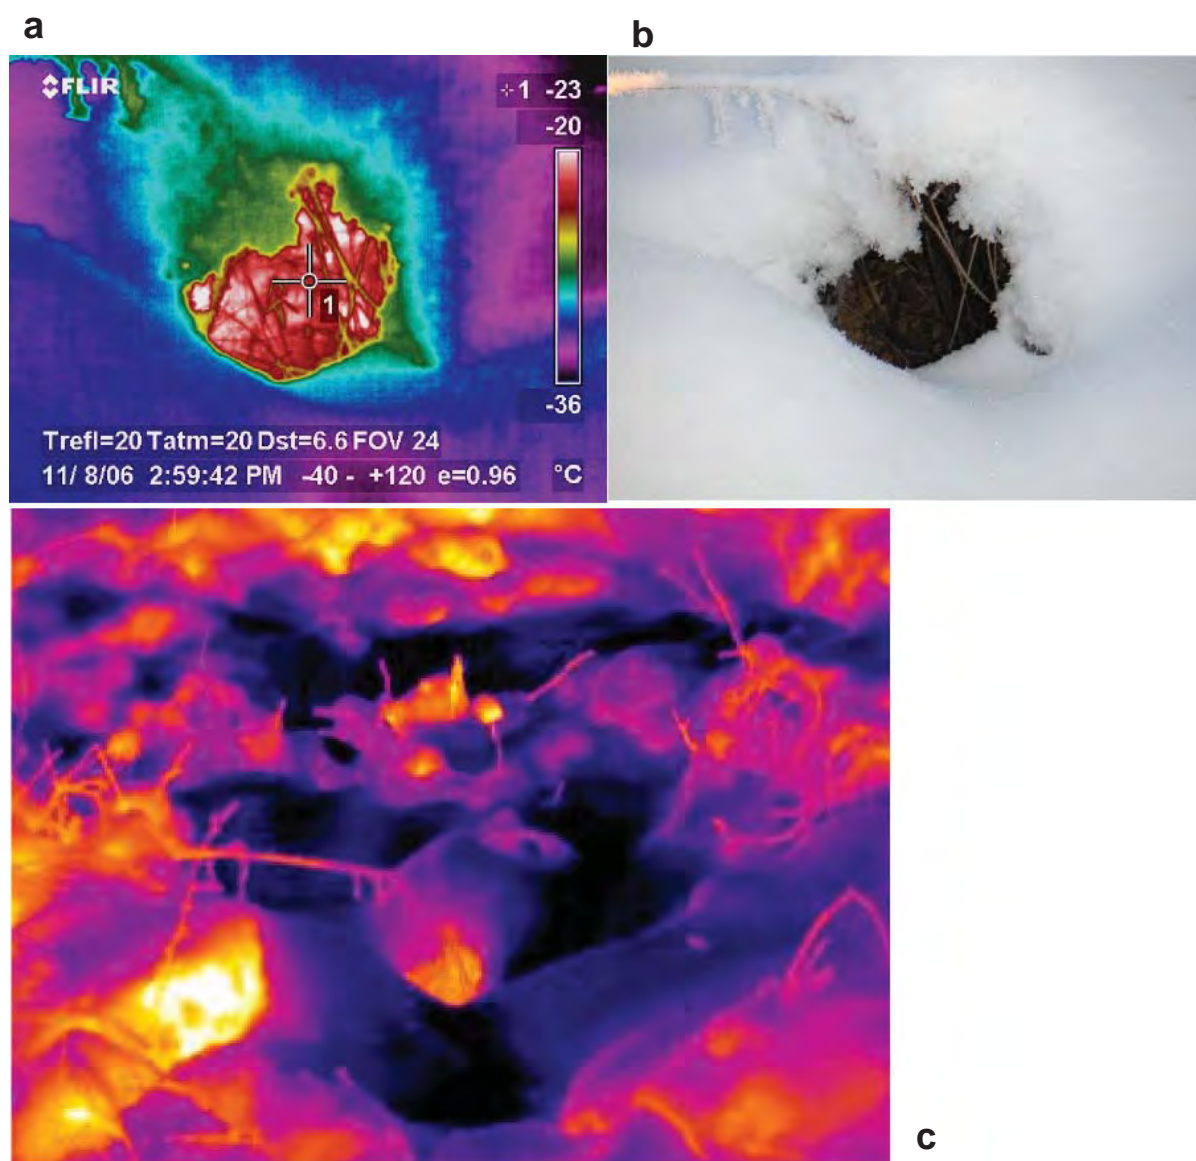 a
b
FLIR
1 -23
-20
1
-36
Trefl=20 Tatm=20 Dst=6.6 FOV 24
11/ 8/06 2:59:42 PM -40 - +120 e=0.96 °C
c